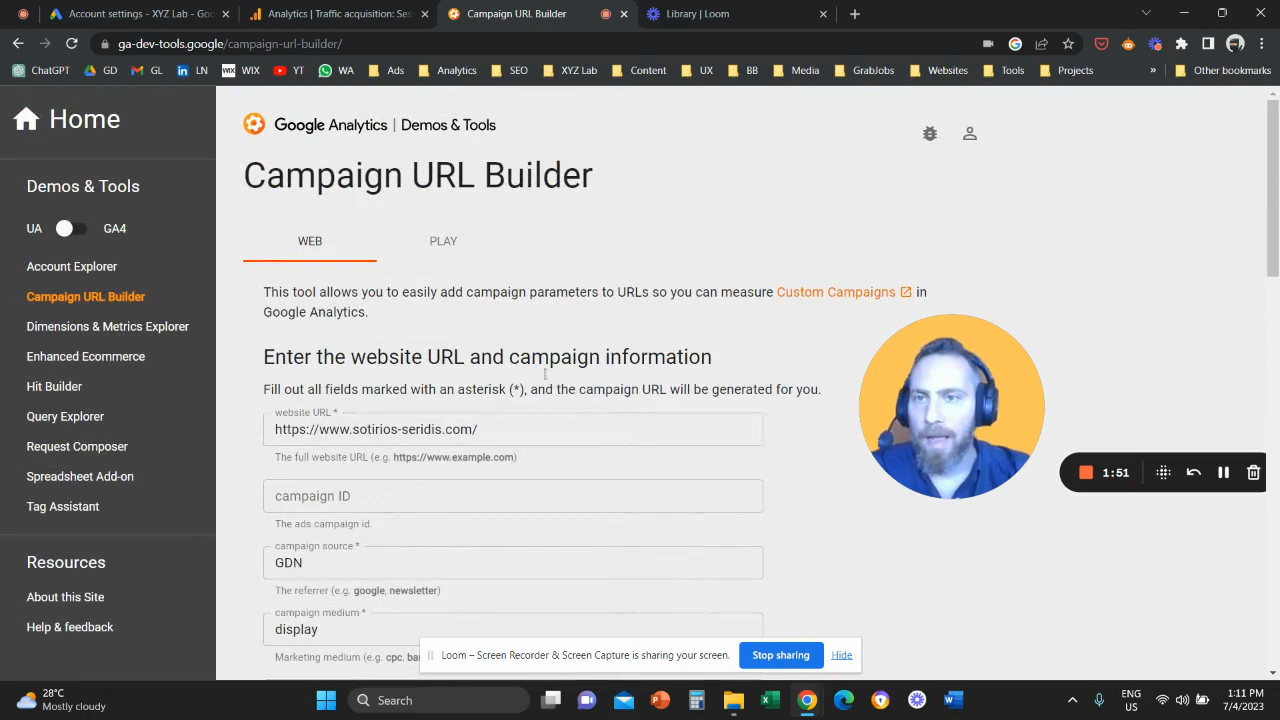 Account settings - XYZ Lab - Goo
Analytics | Traffic acquisition: Ses
Campaign URL Builder
Library | Loom
ga-dev-tools.google/campaign-url-builder/
ChatGPT GD GL LN WIX YT WA Ads Analytics SEO XYZ Lab Content UX BB Media GrabJobs Websites Tools Projects » Other bookmarks
Home
Demos & Tools
UA GA4
Account Explorer
Campaign URL Builder
Dimensions & Metrics Explorer
Enhanced Ecommerce
Hit Builder
Query Explorer
Request Composer
Spreadsheet Add-on
Tag Assistant
Resources
About this Site
Help & feedback
Google Analytics | Demos & Tools
Campaign URL Builder
WEB PLAY
This tool allows you to easily add campaign parameters to URLs so you can measure Custom Campaigns in
Google Analytics.
Enter the website URL and campaign information
Fill out all fields marked with an asterisk (*), and the campaign URL will be generated for you.
website URL *
https://www.sotirios-seridis.com/
The full website URL (e.g. https://www.example.com)
campaign ID
The ads campaign id.
campaign source *
GDN
The referrer (e.g. google, newsletter)
campaign medium *
display
Marketing medium (e.g. cpc, ba
1:51
Loom – Screen Recorder & Screen Capture is sharing your screen. Stop sharing Hide
28°C
Mostly cloudy
Search
ENG
US
1:11 PM
7/4/2023